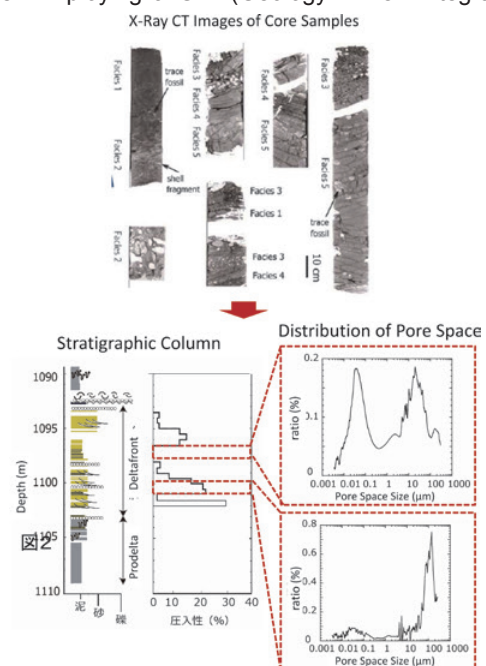 X-Ray CT Images of Core Samples
Facies 1
Facies 2
trace
fossil
shell
fragment
Facies 3
Facies 4
Facies 5
Facies 4
Facies 5
Facies 3
Facies 5
trace
fossil
Facies 2
Facies 3
Facies 1
Facies 3
Facies 4
10 cm
Stratigraphic Column
Distribution of Pore Space
Depth (m)
1090
1095
1100
1105
1110
Deltafront
Prodelta
図2
泥
砂
礫
0
10
20
30
40
圧入性（%）
ratio (%)
0.2
0.1
0
0.001
0.01
0.1
1
10
100
1000
Pore Space Size (μm)
ratio (%)
0.8
0.6
0.4
0.2
0
0.001
0.01
0.1
1
10
100
1000
Pore Space Size (μm)